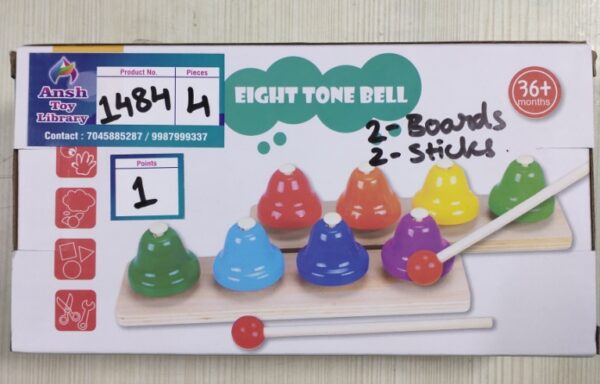 Ansh
Toy
Library
Product No.
1484
Pieces
4
Contact : 7045885287 / 9987999337
Points
1
EIGHT TONE BELL
36+
months
2- Boards
2- Sticks.